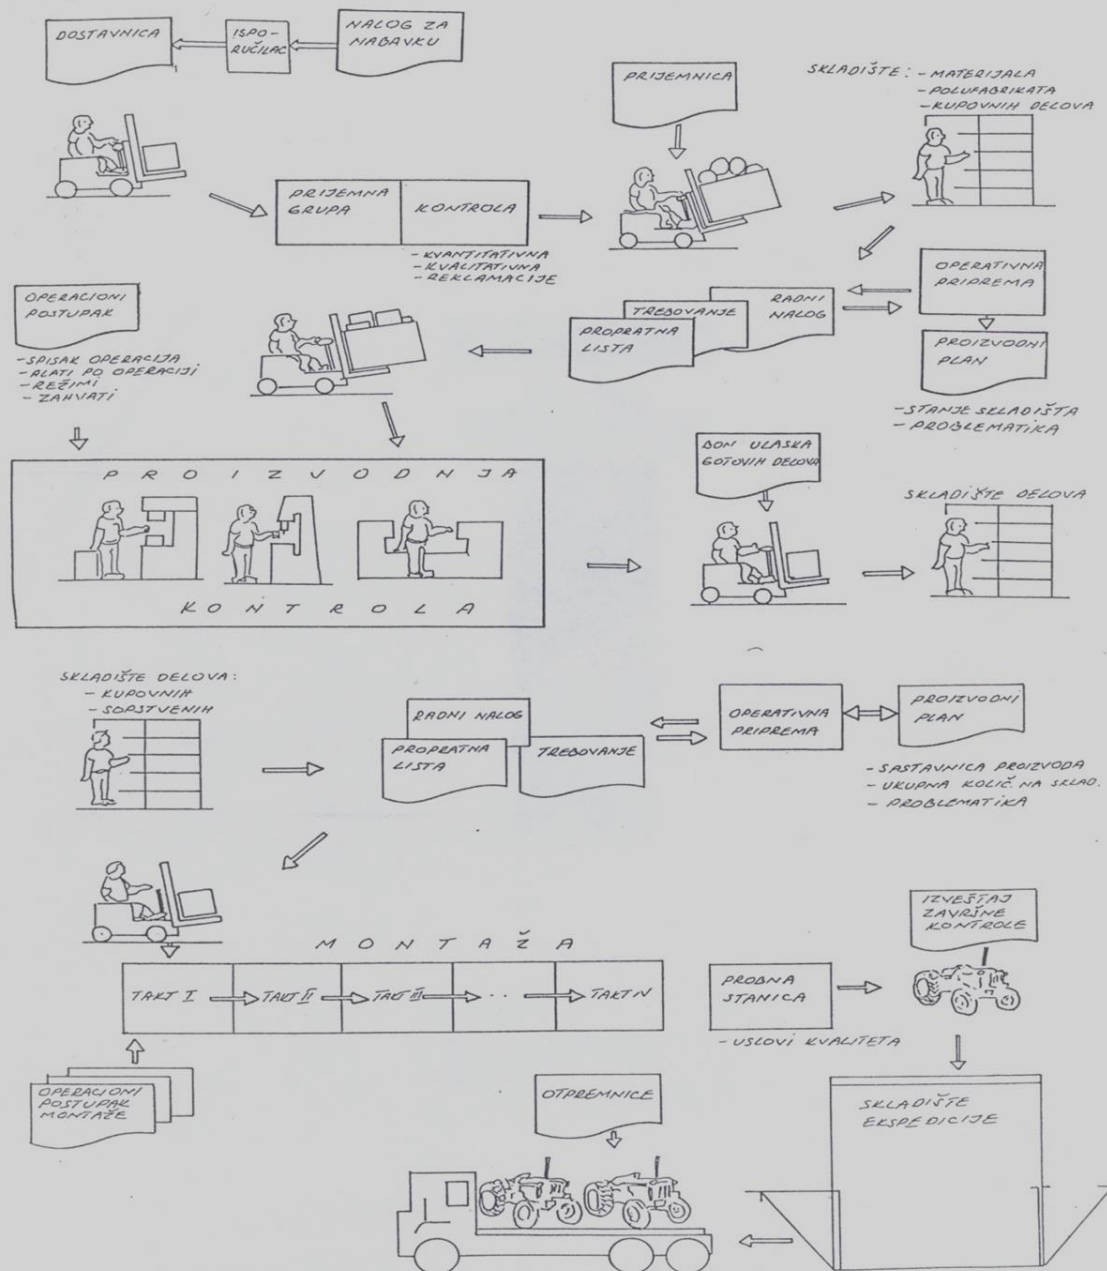 DOSTAVNICA
ISPO-
RUČILAC
NALOG ZA
NABAVKU
PRIJEMNICA
SKLADIŠTE: - MATERIJALA
- POLUFABRIKATA
- KUPOVNIH DELOVA
PRIJEMNA
GRUPA
KONTROLA
- KVANTITATIVNA
- KVALITATIVNA
- REKLAMACIJE
OPERATIVNA
PRIPREMA
RADNI
NALOG
TREBOVANJE
PROPRATNA
LISTA
PROIZVODNI
PLAN
- STANJE SKLADIŠTA
- PROBLEMATIKA
OPERACIONI
POSTUPAK
- SPISAK OPERACIJA
- ALATI PO OPERACIJI
- REŽIMI
- ZAHVATI
PROIZVODNJA
KONTROLA
BON ULASKA
GOTOVIH DELOVA
SKLADIŠTE DELOVA
SKLADIŠTE DELOVA:
- KUPOVNIH
- SOPSTVENIH
RADNI NALOG
PROPRATNA
LISTA
TREBOVANJE
OPERATIVNA
PRIPREMA
PROIZVODNI
PLAN
- SASTAVNICA PROIZVODA
- UKUPNA KOLIČ. NA SKLAD.
- PROBLEMATIKA
MONTAŽA
TAKT I
TAKT II
TAKT III
..
TAKT N
OPERACIONI
POSTUPAK
MONTAŽE
PROBNA
STANICA
- USLOVI KVALITETA
IZVEŠTAJ
ZAVRŠNE
KONTROLE
SKLADIŠTE
EKSPEDICIJE
OTPREMNICE